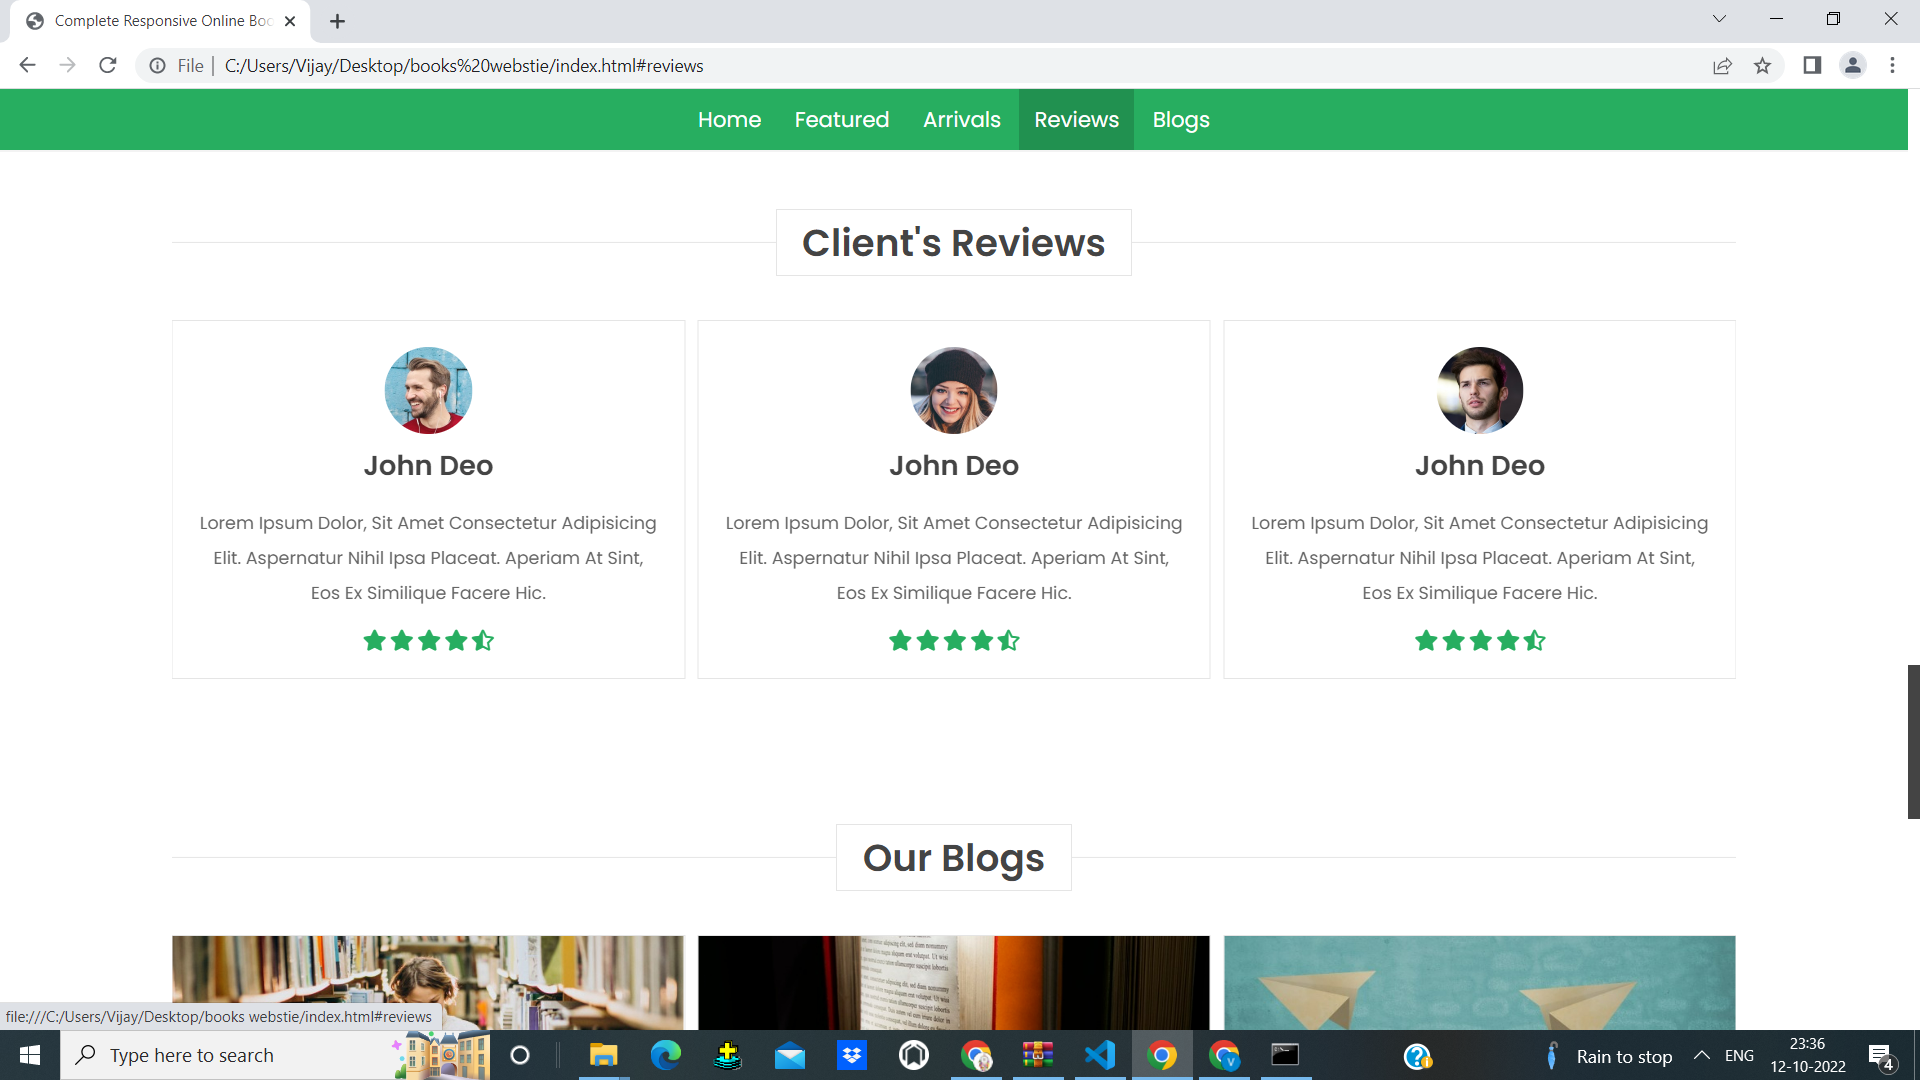 Complete Responsive Online Boo
File
C:/Users/Vijay/Desktop/books%20webstie/index.html#reviews
Home Featured Arrivals Reviews Blogs
Client's Reviews
John Deo
Lorem Ipsum Dolor, Sit Amet Consectetur Adipisicing
Elit. Aspernatur Nihil Ipsa Placeat. Aperiam At Sint,
Eos Ex Similique Facere Hic.
John Deo
Lorem Ipsum Dolor, Sit Amet Consectetur Adipisicing
Elit. Aspernatur Nihil Ipsa Placeat. Aperiam At Sint,
Eos Ex Similique Facere Hic.
John Deo
Lorem Ipsum Dolor, Sit Amet Consectetur Adipisicing
Elit. Aspernatur Nihil Ipsa Placeat. Aperiam At Sint,
Eos Ex Similique Facere Hic.
Our Blogs
file:///C:/Users/Vijay/Desktop/books webstie/index.html#reviews
Type here to search
Rain to stop
ENG
23:36
12-10-2022
4